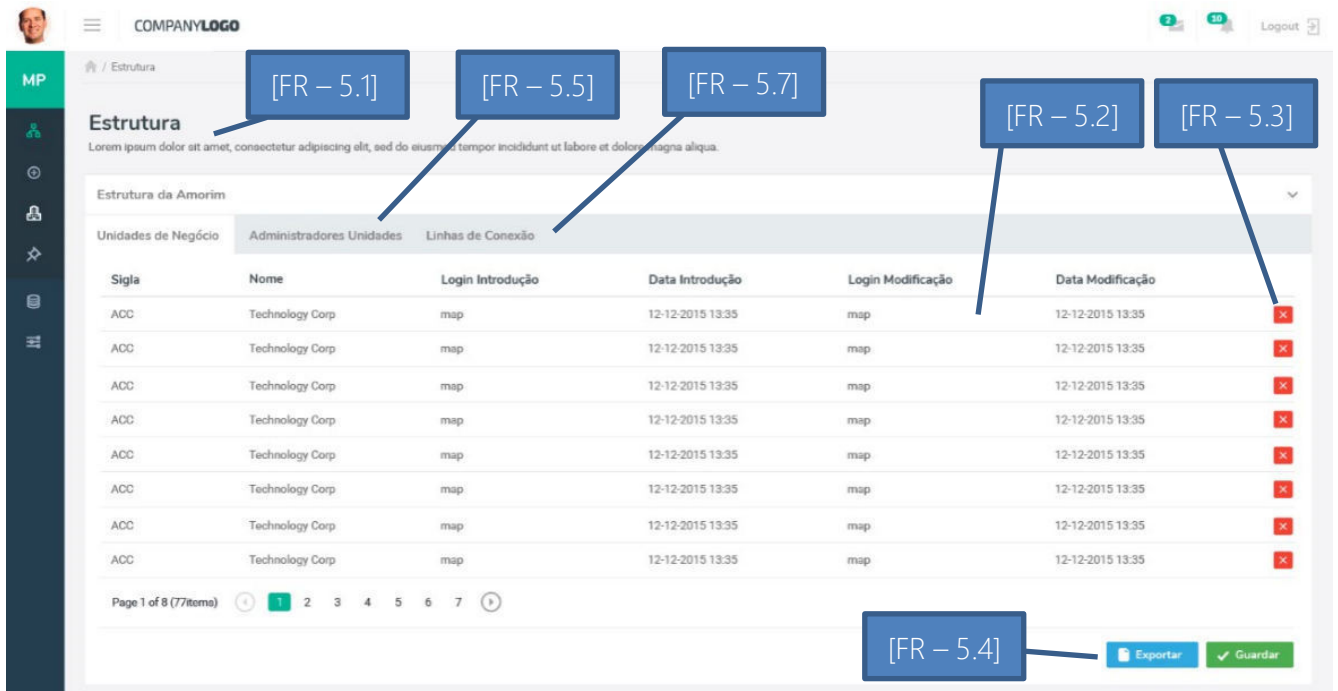 COMPANYLOGO
2
10
Logout
MP
/ Estrutura
[FR – 5.1]
[FR – 5.5]
[FR – 5.7]
[FR – 5.2]
[FR – 5.3]
Estrutura
Lorem ipsum dolor sit amet, consectetur adipiscing elit, sed do eiusmod tempor incididunt ut labore et dolore magna aliqua.
Estrutura da Amorim
Unidades de Negócio Administradores Unidades Linhas de Conexão
Sigla Nome Login Introdução Data Introdução Login Modificação Data Modificação
ACC Technology Corp map 12-12-2015 13:35 map 12-12-2015 13:35
ACC Technology Corp map 12-12-2015 13:35 map 12-12-2015 13:35
ACC Technology Corp map 12-12-2015 13:35 map 12-12-2015 13:35
ACC Technology Corp map 12-12-2015 13:35 map 12-12-2015 13:35
ACC Technology Corp map 12-12-2015 13:35 map 12-12-2015 13:35
ACC Technology Corp map 12-12-2015 13:35 map 12-12-2015 13:35
ACC Technology Corp map 12-12-2015 13:35 map 12-12-2015 13:35
ACC Technology Corp map 12-12-2015 13:35 map 12-12-2015 13:35
Page 1 of 8 (77items) 1 2 3 4 5 6 7
[FR – 5.4]
Exportar Guardar